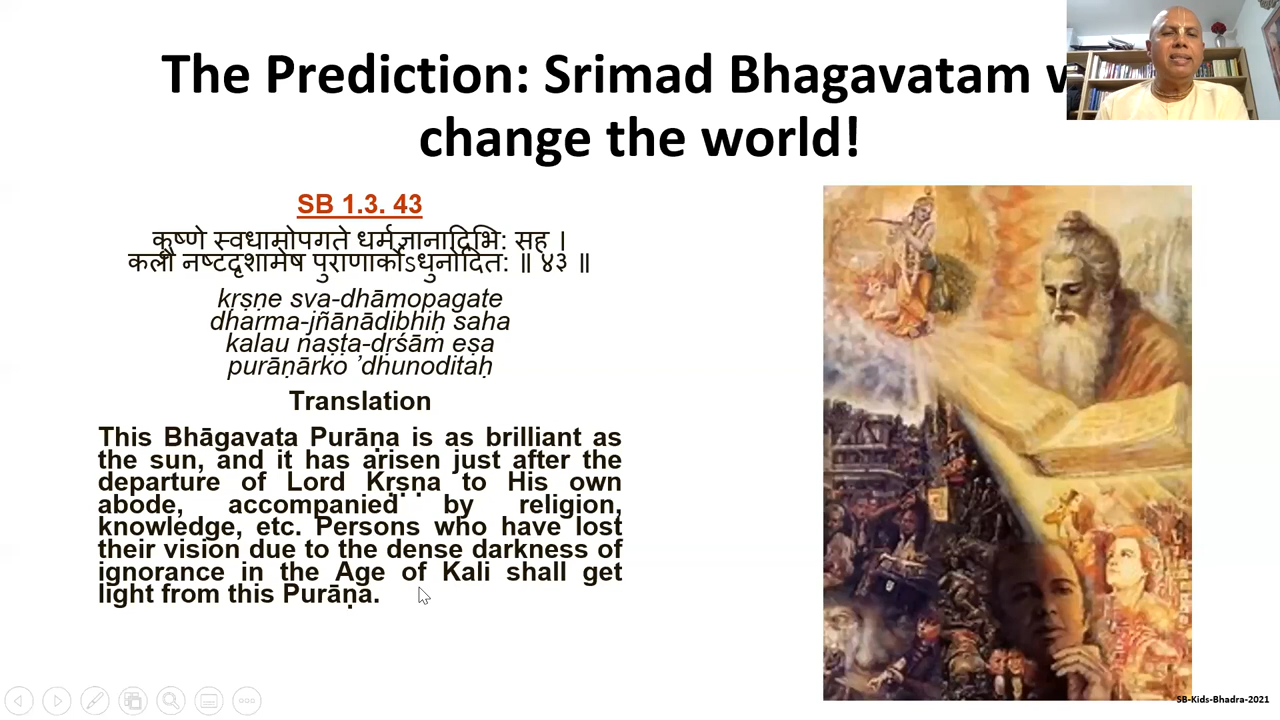 The Prediction: Srimad Bhagavatam
change the world!
SB 1.3. 43
कृष्णे स्वधामोपगते धर्मज्ञानादिभि: सह ।
कलौ नष्टदृशामेष पुराणार्कोऽधुनोदित: ॥ ४३ ॥
kṛṣṇe sva-dhāmopagate
dharma-jñānādibhiḥ saha
kalau naṣṭa-dṛśām eṣa
purāṇārko ’dhunoditaḥ
Translation
This Bhāgavata Purāṇa is as brilliant as
the sun, and it has arisen just after the
departure of Lord Kṛṣṇa to His own
abode, accompanied by religion,
knowledge, etc. Persons who have lost
their vision due to the dense darkness of
ignorance in the Age of Kali shall get
light from this Purāṇa.
SB-Kids-Bhadra-2021